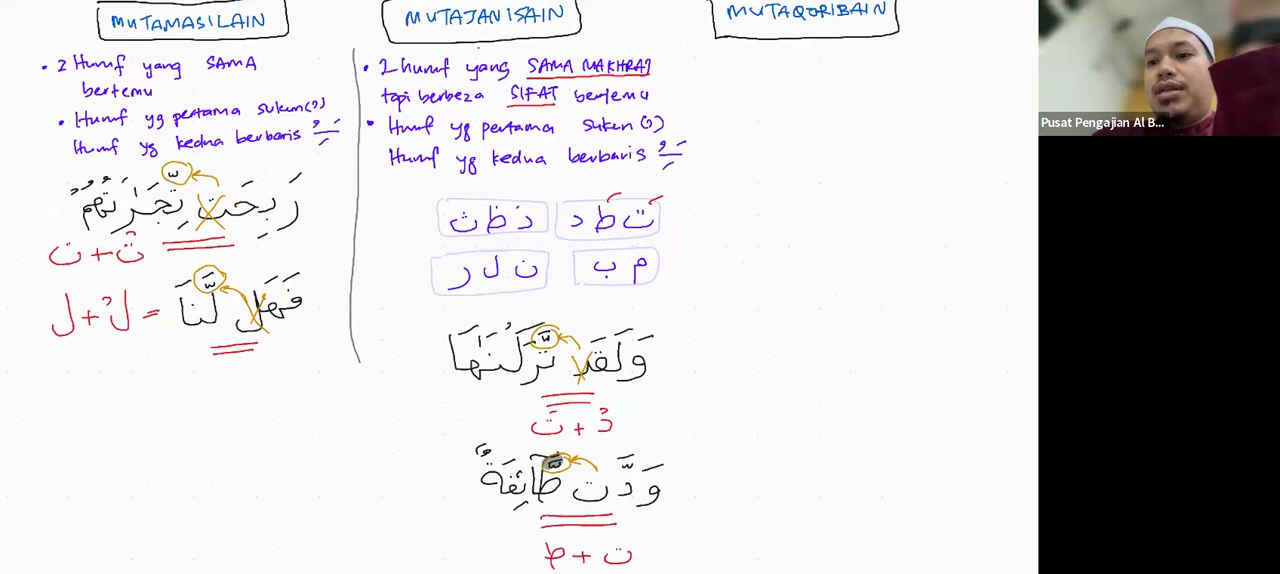 MUTAMASILAIN
• 2 Huruf yang SAMA
bertemu
• Huruf yg pertama sukun(ْ)
Huruf yg kedua berbaris
رَبِحَت تِّجَـٰرَتُهُمْ
تْ + ت
فَهَل لَّنَا = لْ + ل
MUTAJANISAIN
• 2 huruf yang SAMA MAKHRAJ
tapi berbeza SIFAT bertemu
• Huruf yg pertama sukun(ْ)
Huruf yg kedua berbaris
ت ط د
ذ ظ ث
م ب
ن ل ر
وَلَقَد تَّرَكْنَـٰهَا
دْ + تَ
وَدَّت طَّآئِفَةٌ
ت + ط
MUTAQORIBAIN
Pusat Pengajian Al B...